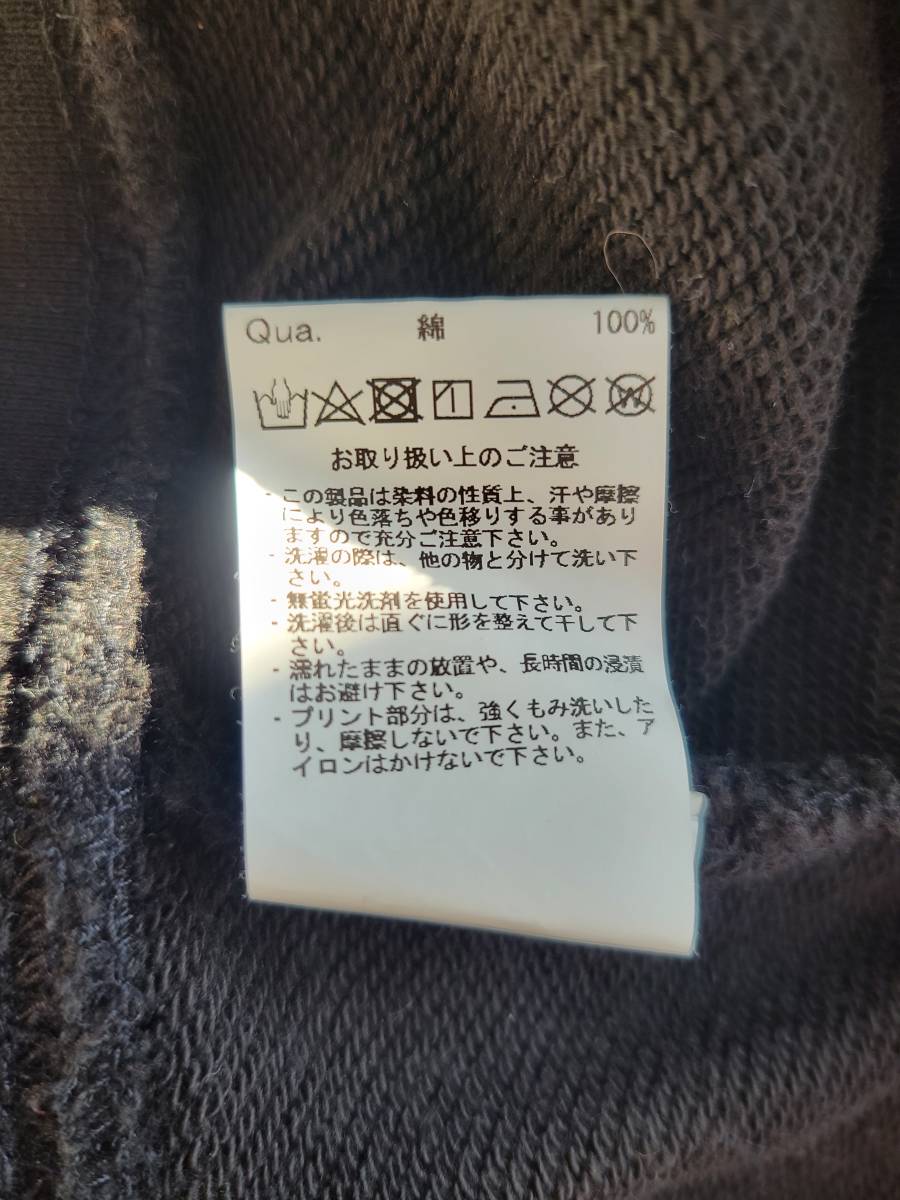 Qua. 綿 100%
お取り扱い上のご注意
・この製品は染料の性質上、汗や摩擦
により色落ちや色移りする事があり
ますので充分ご注意下さい。
・洗濯の際は、他の物と分けて洗い下
さい。
・無蛍光洗剤を使用して下さい。
・洗濯後は直ぐに形を整えて干して下
さい。
・濡れたままの放置や、長時間の浸漬
はお避け下さい。
・プリント部分は、強くもみ洗いした
り、摩擦しないで下さい。また、ア
イロンはかけないで下さい。